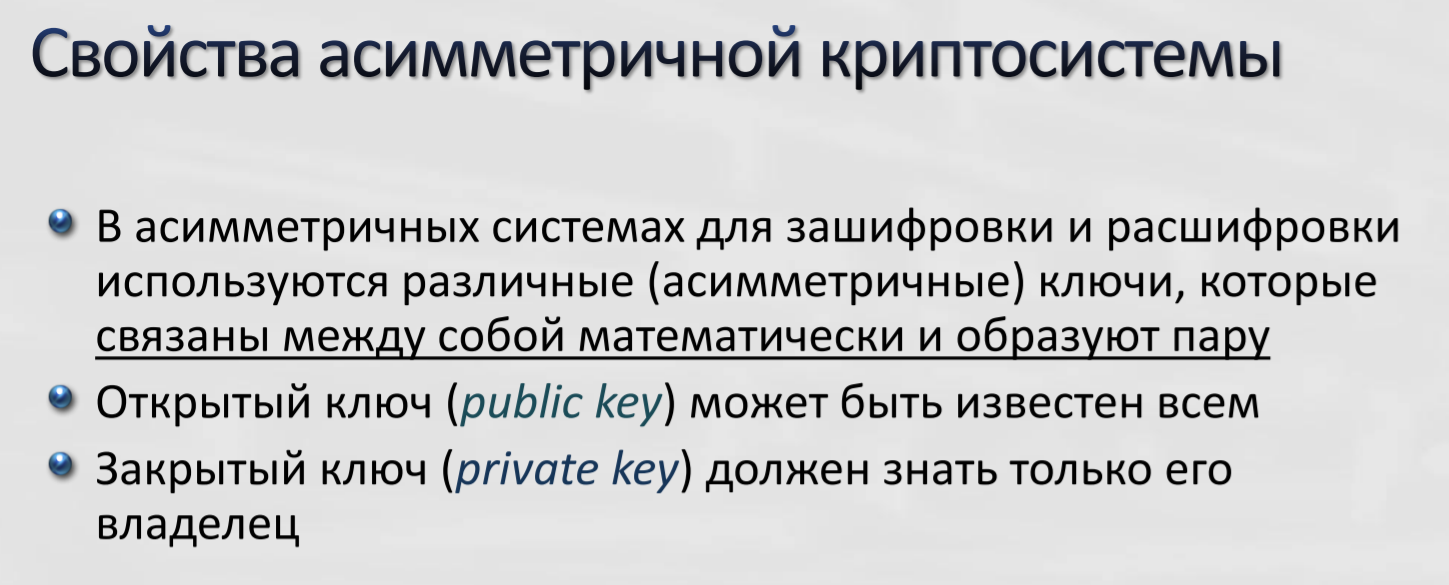 Свойства асимметричной криптосистемы
В асимметричных системах для зашифровки и расшифровки
используются различные (асимметричные) ключи, которые
связаны между собой математически и образуют пару
Открытый ключ (public key) может быть известен всем
Закрытый ключ (private key) должен знать только его
владелец